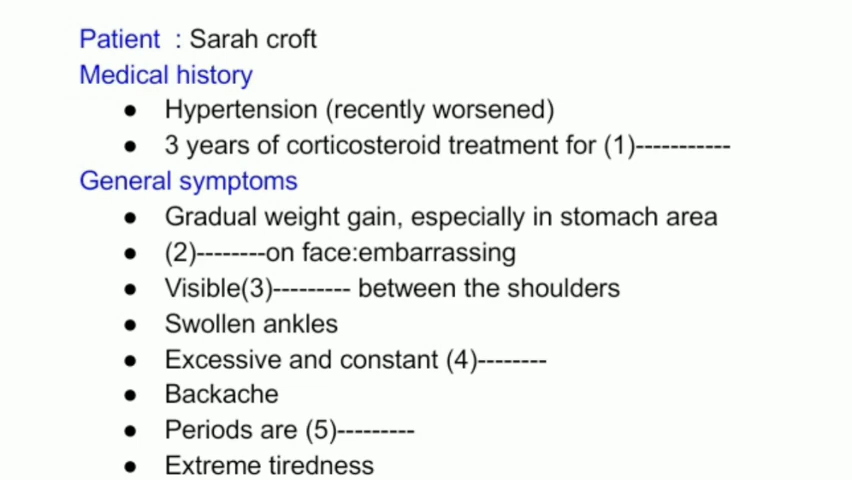 Patient : Sarah croft
Medical history
● Hypertension (recently worsened)
● 3 years of corticosteroid treatment for (1)-----------
General symptoms
● Gradual weight gain, especially in stomach area
● (2)--------on face:embarrassing
● Visible(3)--------- between the shoulders
● Swollen ankles
● Excessive and constant (4)--------
● Backache
● Periods are (5)---------
● Extreme tiredness